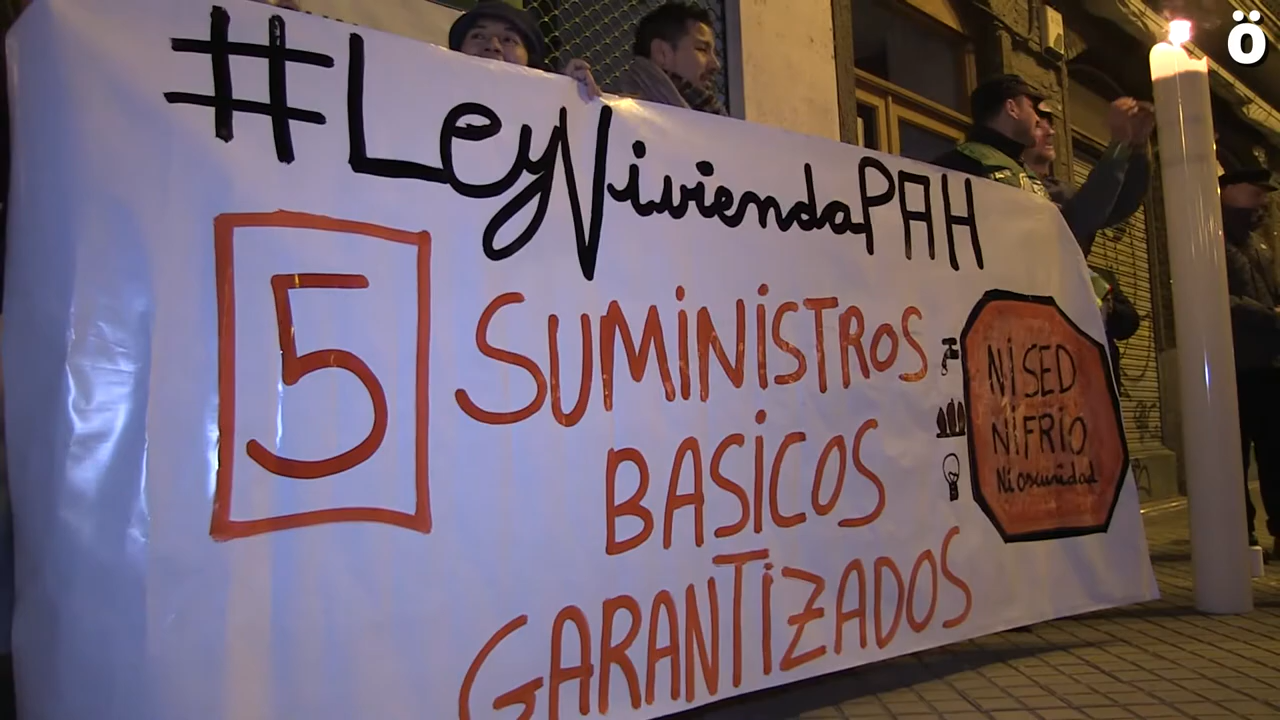 #LeyViviendaPAH
5
SUMINISTROS
BASICOS
GARANTIZADOS
NI SED
NI FRIO
Ni oscuridad
ö